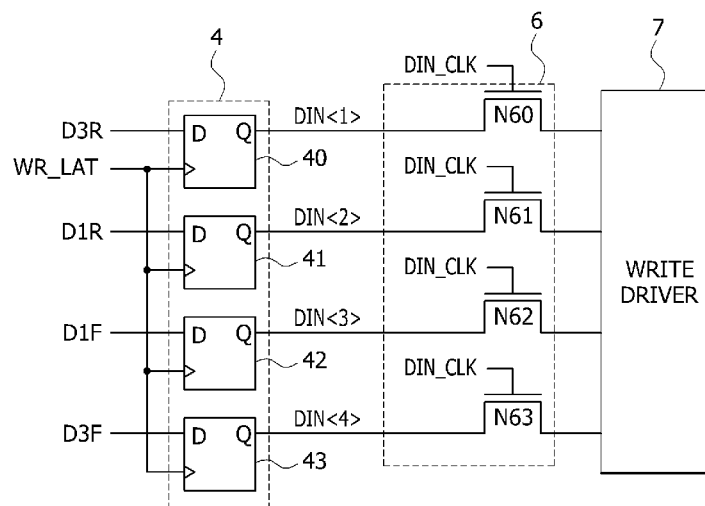 4
6
7
DIN_CLK
D3R
D
Q
DIN<1>
N60
WR_LAT
40
DIN_CLK
D1R
D
Q
DIN<2>
N61
41
DIN_CLK
WRITE
DRIVER
D1F
D
Q
DIN<3>
N62
42
DIN_CLK
D3F
D
Q
DIN<4>
N63
43